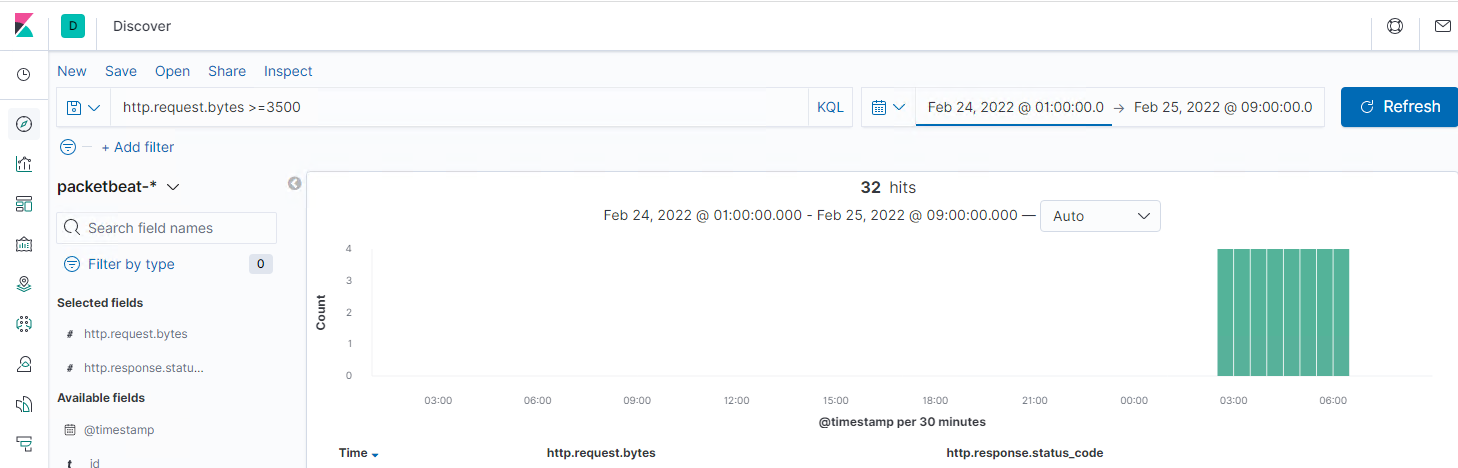 D Discover
New Save Open Share Inspect
http.request.bytes >=3500 KQL Feb 24, 2022 @ 01:00:00.0 → Feb 25, 2022 @ 09:00:00.0 Refresh
+ Add filter
packetbeat-*
Search field names
Filter by type 0
Selected fields
# http.request.bytes
# http.response.statu...
Available fields
@timestamp
t _id
32 hits
Feb 24, 2022 @ 01:00:00.000 - Feb 25, 2022 @ 09:00:00.000 — Auto
Count
4
3
2
1
0
03:00 06:00 09:00 12:00 15:00 18:00 21:00 00:00 03:00 06:00
@timestamp per 30 minutes
Time http.request.bytes http.response.status_code